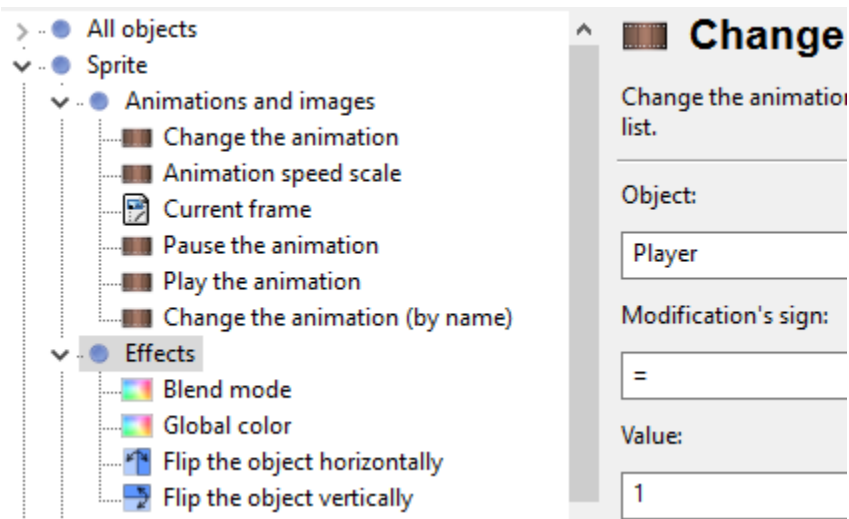 All objects
Sprite
Animations and images
Change the animation
Animation speed scale
Current frame
Pause the animation
Play the animation
Change the animation (by name)
Effects
Blend mode
Global color
Flip the object horizontally
Flip the object vertically
Change
Change the animation
list.
Object:
Player
Modification's sign:
=
Value:
1